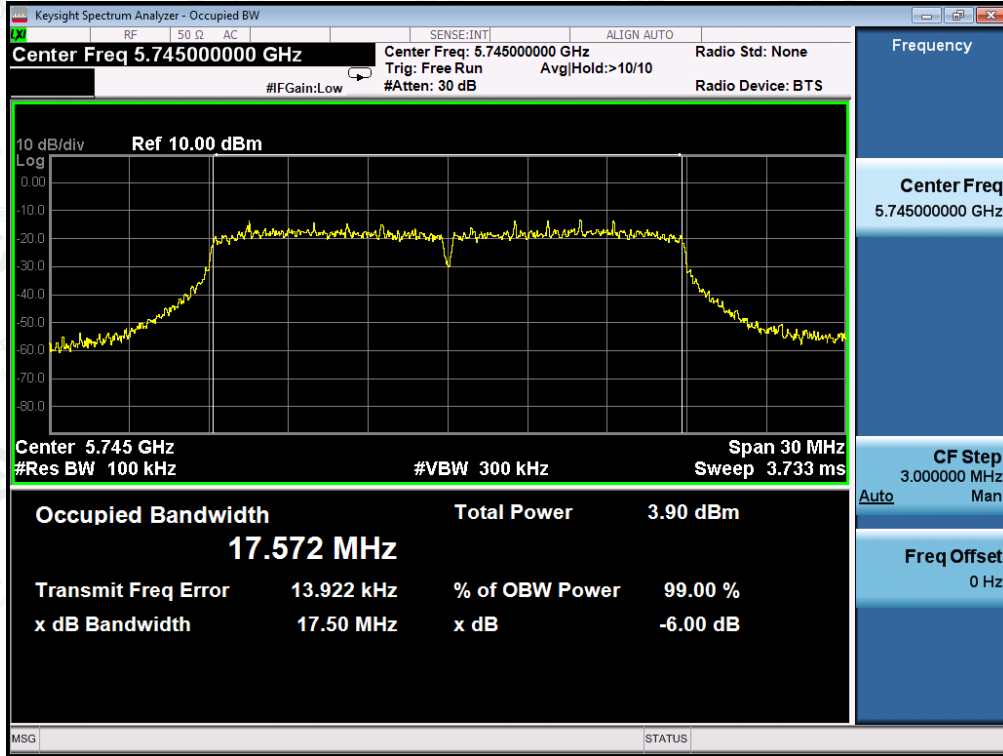 Keysight Spectrum Analyzer - Occupied BW
LXI RF 50 Ω AC SENSE:INT ALIGN AUTO
Center Freq 5.745000000 GHz
Center Freq: 5.745000000 GHz Radio Std: None
Trig: Free Run Avg|Hold:>10/10
#IFGain:Low #Atten: 30 dB Radio Device: BTS
10 dB/div Ref 10.00 dBm
Log
0.00
-10.0
-20.0
-30.0
-40.0
-50.0
-60.0
-70.0
-80.0
Center 5.745 GHz Span 30 MHz
#Res BW 100 kHz #VBW 300 kHz Sweep 3.733 ms
Occupied Bandwidth Total Power 3.90 dBm
17.572 MHz
Transmit Freq Error 13.922 kHz % of OBW Power 99.00 %
x dB Bandwidth 17.50 MHz x dB -6.00 dB
MSG STATUS
Frequency
Center Freq
5.745000000 GHz
CF Step
3.000000 MHz
Auto Man
Freq Offset
0 Hz